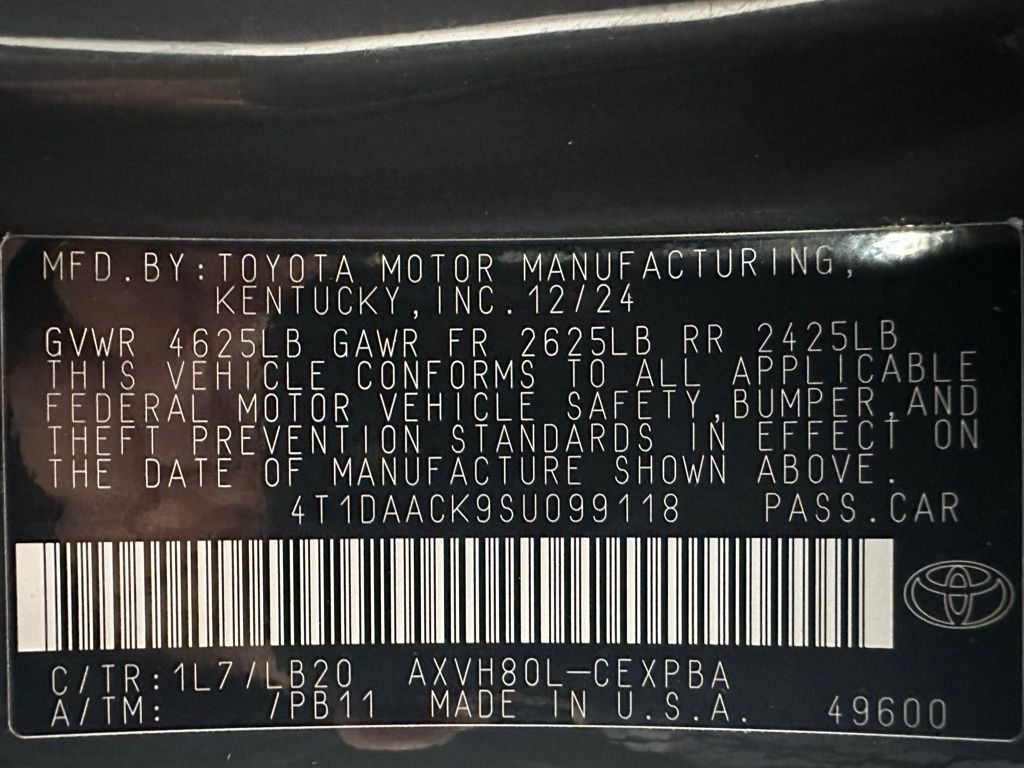 MFD.BY:TOYOTA MOTOR MANUFACTURING,
KENTUCKY,INC.12/24
GVWR 4625LB GAWR FR 2625LB RR 2425LB
THIS VEHICLE CONFORMS TO ALL APPLICABLE
FEDERAL MOTOR VEHICLE SAFETY,BUMPER,AND
THEFT PREVENTION STANDARDS IN EFFECT ON
THE DATE OF MANUFACTURE SHOWN ABOVE.
4T1DAACK9SU099118 PASS.CAR
C/TR:1L7/LB20 AXVH80L-CEXPBA
A/TM: /PB11 MADE IN U.S.A. 49600